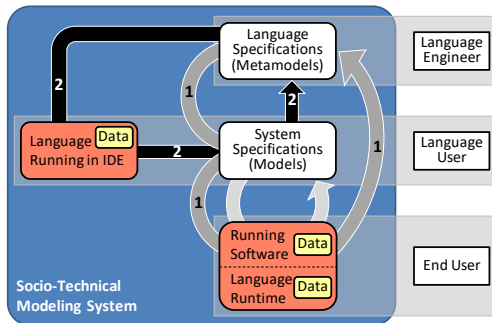 Language
Specifications
(Metamodels)
Language
Engineer
2
1
2
1
Data
Language
Running in IDE
2
System
Specifications
(Models)
Language
User
1
Running
Software
Data
Language
Runtime
Data
End User
Socio-Technical
Modeling System